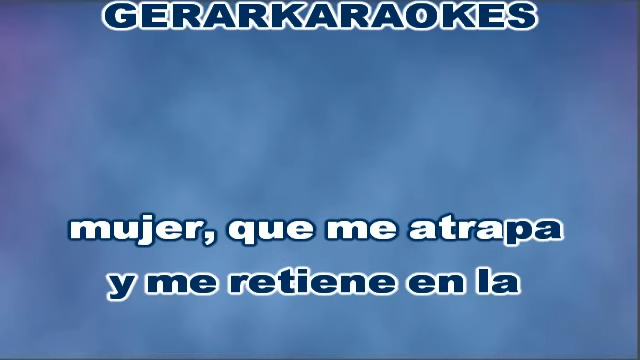 GERARKARAOKES
mujer, que me atrapa
y me retiene en la